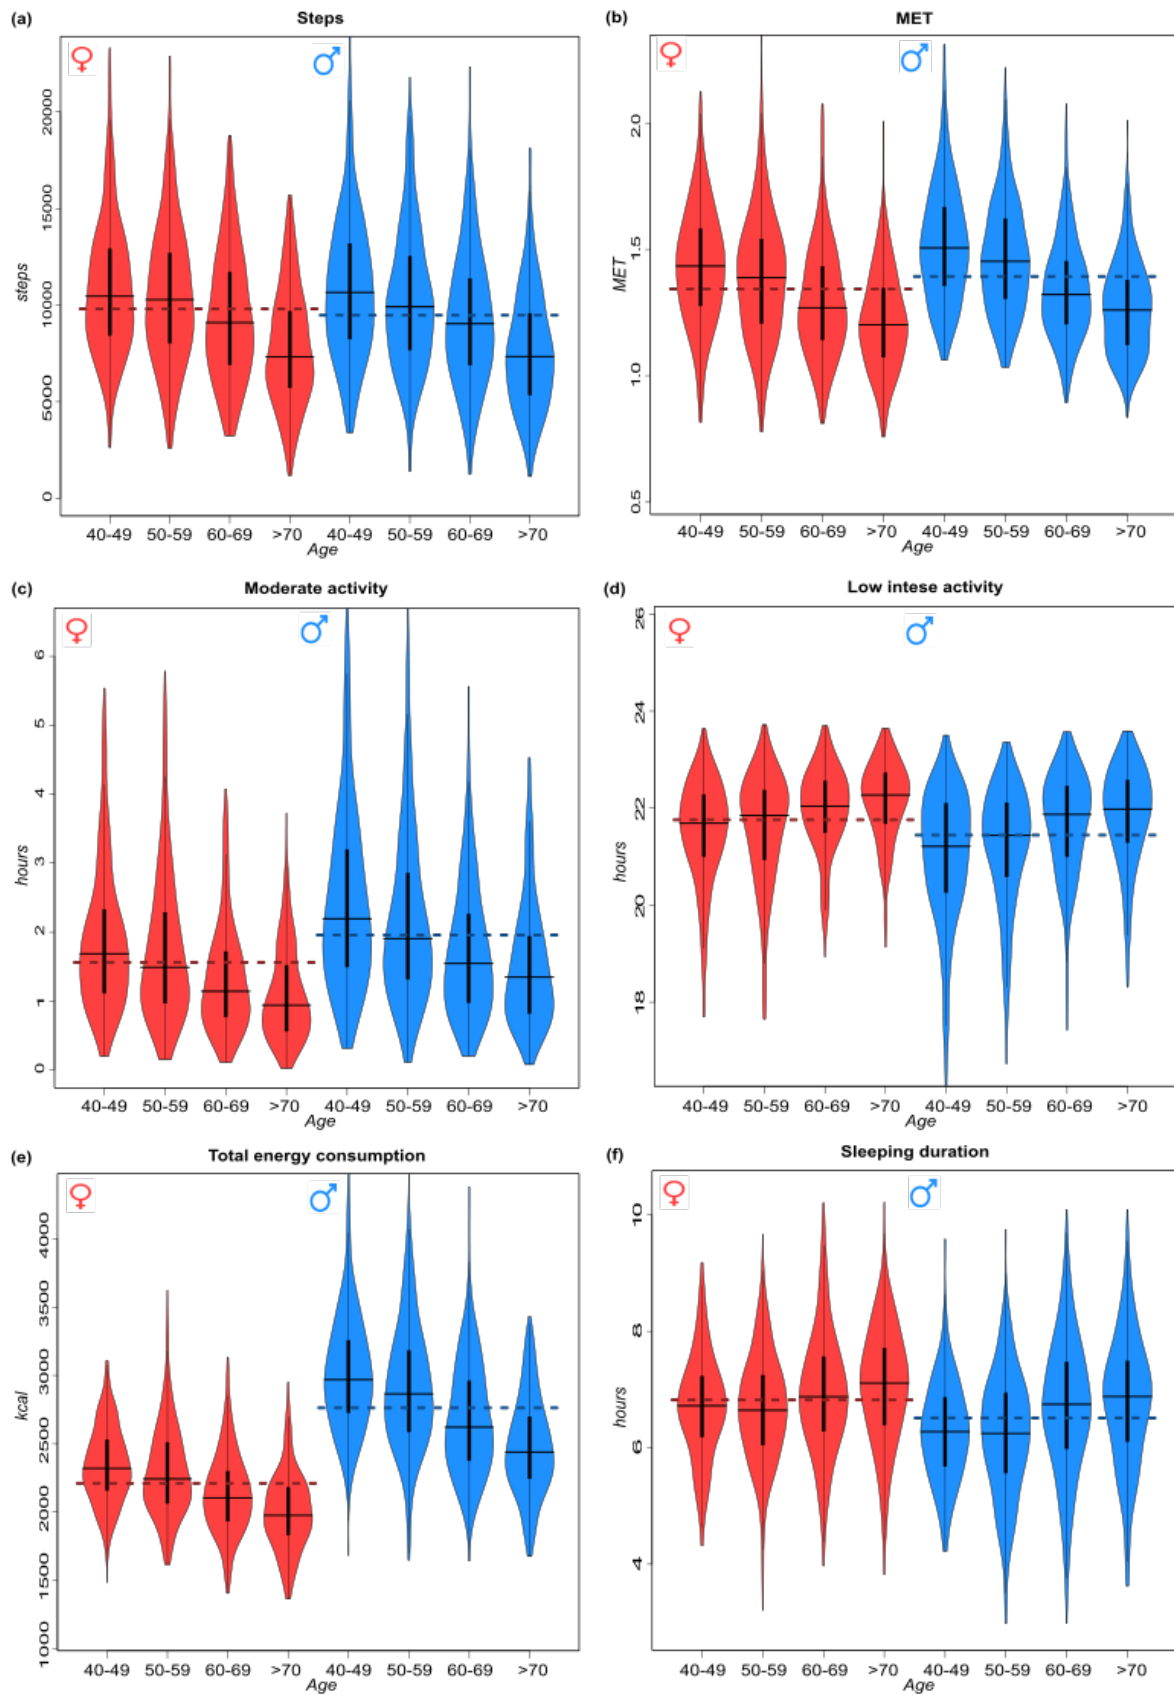 (a) Steps
steps
20000
15000
10000
5000
0
40-49 50-59 60-69 >70 40-49 50-59 60-69 >70
Age
(b) MET
MET
2.0
1.5
1.0
0.5
40-49 50-59 60-69 >70 40-49 50-59 60-69 >70
Age
(c) Moderate activity
hours
6
5
4
3
2
1
0
40-49 50-59 60-69 >70 40-49 50-59 60-69 >70
Age
(d) Low intese activity
hours
26
24
22
20
18
40-49 50-59 60-69 >70 40-49 50-59 60-69 >70
Age
(e) Total energy consumption
kcal
4000
3500
3000
2500
2000
1500
1000
40-49 50-59 60-69 >70 40-49 50-59 60-69 >70
Age
(f) Sleeping duration
hours
10
8
6
4
40-49 50-59 60-69 >70 40-49 50-59 60-69 >70
Age